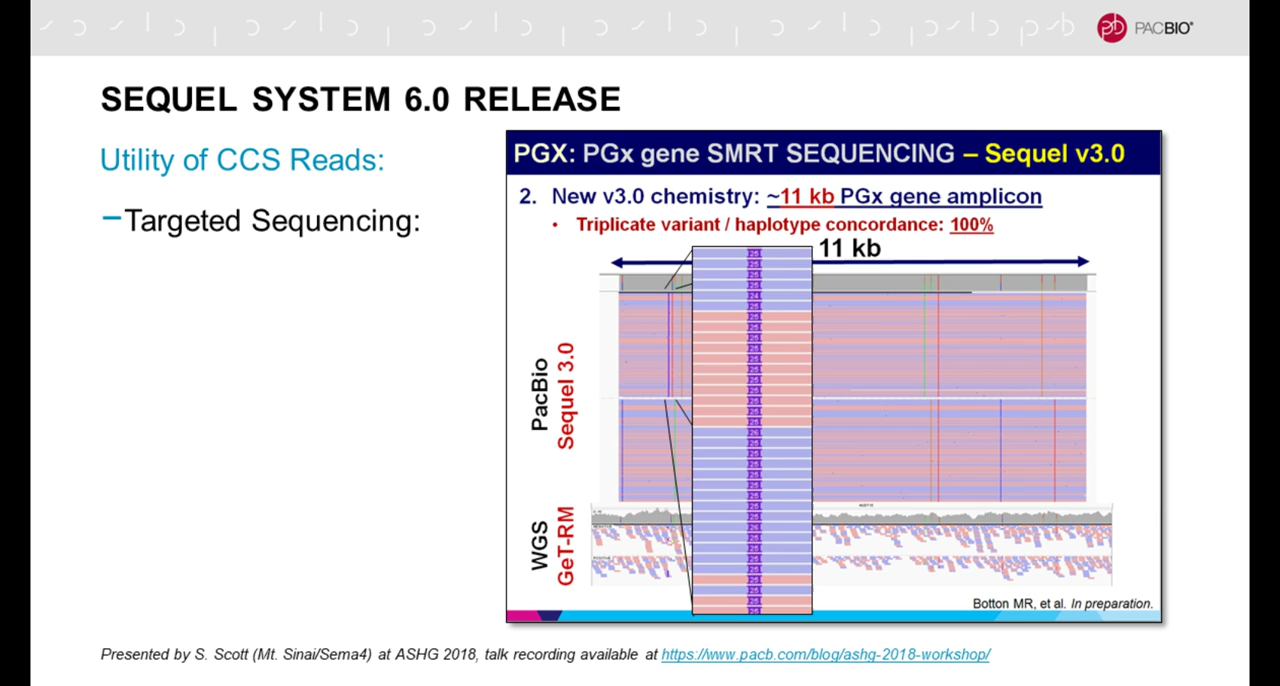 PACBIO®
SEQUEL SYSTEM 6.0 RELEASE
Utility of CCS Reads:
–Targeted Sequencing:
PGX: PGx gene SMRT SEQUENCING – Sequel v3.0
2. New v3.0 chemistry: ~11 kb PGx gene amplicon
• Triplicate variant / haplotype concordance: 100%
11 kb
PacBio
Sequel 3.0
WGS
GeT-RM
Botton MR, et al. In preparation.
Presented by S. Scott (Mt. Sinai/Sema4) at ASHG 2018, talk recording available at https://www.pacb.com/blog/ashg-2018-workshop/